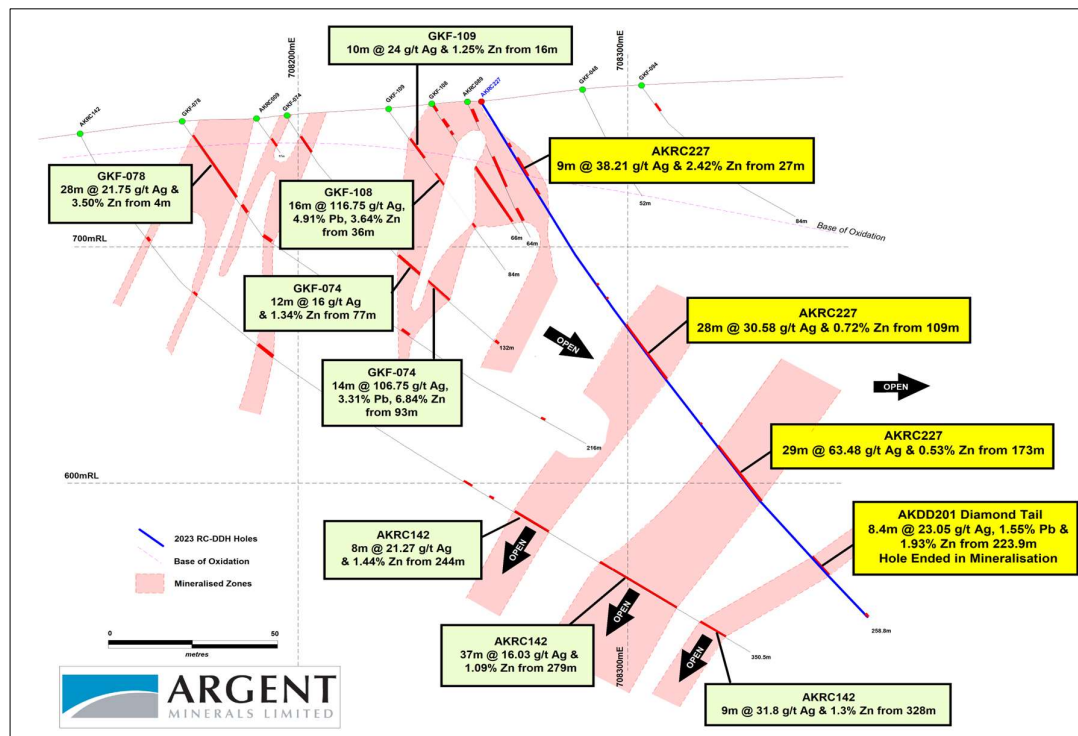 GKF-109
10m @ 24 g/t Ag & 1.25% Zn from 16m
708200mE
708300mE
AKRC142
GKF-078
AKRC009
GKF-074
GKF-109
GKF-108
AKRC080
AKRC227
GKF-048
GKF-094
GKF-078
28m @ 21.75 g/t Ag &
3.50% Zn from 4m
GKF-108
16m @ 116.75 g/t Ag,
4.91% Pb, 3.64% Zn
from 36m
AKRC227
9m @ 38.21 g/t Ag & 2.42% Zn from 27m
52m
84m
Base of Oxidation
66m
64m
84m
700mRL
GKF-074
12m @ 16 g/t Ag
& 1.34% Zn from 77m
GKF-074
14m @ 106.75 g/t Ag,
3.31% Pb, 6.84% Zn
from 93m
132m
OPEN
AKRC227
28m @ 30.58 g/t Ag & 0.72% Zn from 109m
OPEN
216m
AKRC227
29m @ 63.48 g/t Ag & 0.53% Zn from 173m
600mRL
AKRC142
8m @ 21.27 g/t Ag
& 1.44% Zn from 244m
OPEN
AKDD201 Diamond Tail
8.4m @ 23.05 g/t Ag, 1.55% Pb &
1.93% Zn from 223.9m
Hole Ended in Mineralisation
2023 RC-DDH Holes
Base of Oxidation
Mineralised Zones
0
50
metres
OPEN
OPEN
258.8m
350.5m
708300mE
AKRC142
37m @ 16.03 g/t Ag &
1.09% Zn from 279m
AKRC142
9m @ 31.8 g/t Ag & 1.3% Zn from 328m
ARGENT
MINERALS LIMITED